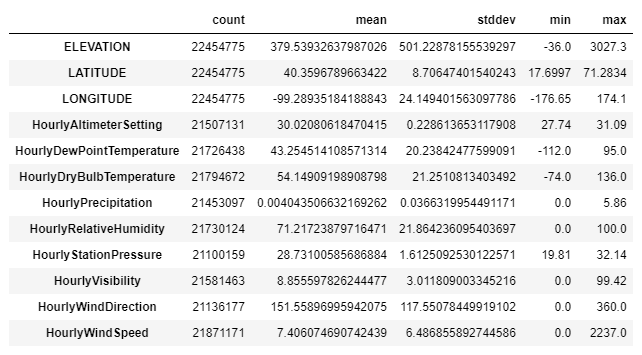 count mean stddev min max
ELEVATION 22454775 379.53932637987026 501.22878155539297 -36.0 3027.3
LATITUDE 22454775 40.3596789663422 8.70647401540243 17.6997 71.2834
LONGITUDE 22454775 -99.28935184188843 24.149401563097786 -176.65 174.1
HourlyAltimeterSetting 21507131 30.02080618470415 0.228613653117908 27.74 31.09
HourlyDewPointTemperature 21726438 43.254514108571314 20.23842477599091 -112.0 95.0
HourlyDryBulbTemperature 21794672 54.14909198908798 21.2510813403492 -74.0 136.0
HourlyPrecipitation 21453097 0.004043506632169262 0.0366319954491171 0.0 5.86
HourlyRelativeHumidity 21730124 71.21723879716471 21.864236095403697 0.0 100.0
HourlyStationPressure 21100159 28.73100585686884 1.6125092530122571 19.81 32.14
HourlyVisibility 21581463 8.855597826244477 3.011809003345216 0.0 99.42
HourlyWindDirection 21136177 151.55896995942075 117.55078449919102 0.0 360.0
HourlyWindSpeed 21871171 7.406074690742439 6.486855892744586 0.0 2237.0